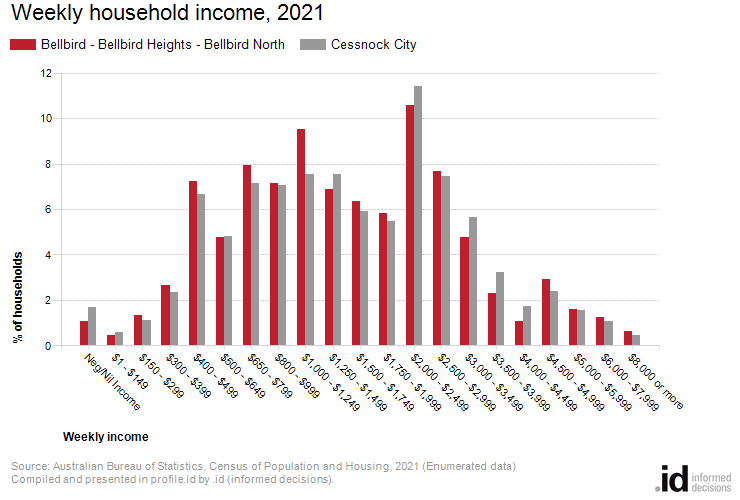 Weekly household income, 2021
Bellbird - Bellbird Heights - Bellbird North
Cessnock City
% of households
12
10
8
6
4
2
0
Neg/Nil Income
$1 - $149
$150 - $299
$300 - $399
$400 - $499
$500 - $649
$650 - $799
$800 - $999
$1,000 - $1,249
$1,250 - $1,499
$1,500 - $1,749
$1,750 - $1,999
$2,000 - $2,499
$2,500 - $2,999
$3,000 - $3,499
$3,500 - $3,999
$4,000 - $4,499
$4,500 - $4,999
$5,000 - $5,999
$6,000 - $7,999
$8,000 or more
Weekly income
Source: Australian Bureau of Statistics, Census of Population and Housing, 2021 (Enumerated data)
Compiled and presented in profile.id by .id (informed decisions).
.id informed
decisions